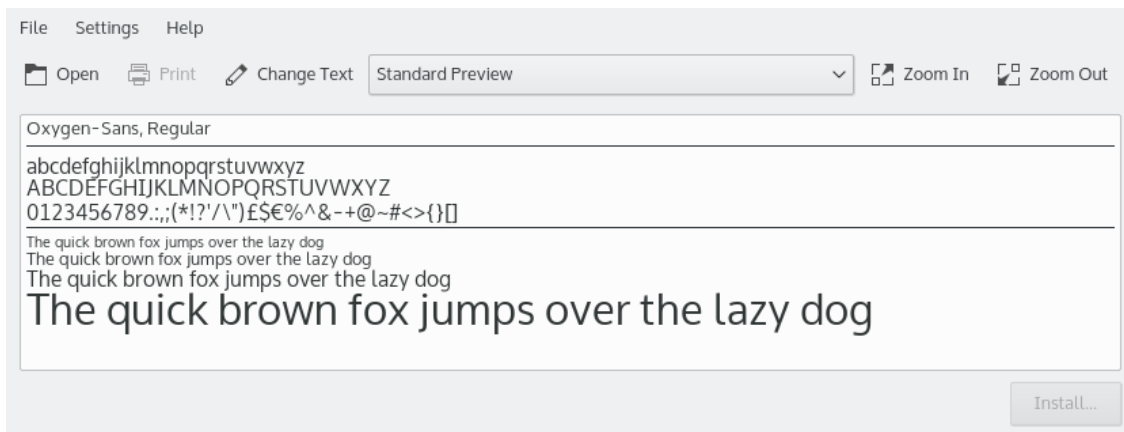 File Settings Help
Open Print Change Text Standard Preview Zoom In Zoom Out
Oxygen-Sans, Regular
abcdefghijklmnopqrstuvwxyz
ABCDEFGHIJKLMNOPQRSTUVWXYZ
0123456789.:,;(*!?'/\")£$€%^&-+@~#<>{}[]
The quick brown fox jumps over the lazy dog
The quick brown fox jumps over the lazy dog
The quick brown fox jumps over the lazy dog
The quick brown fox jumps over the lazy dog
Install...